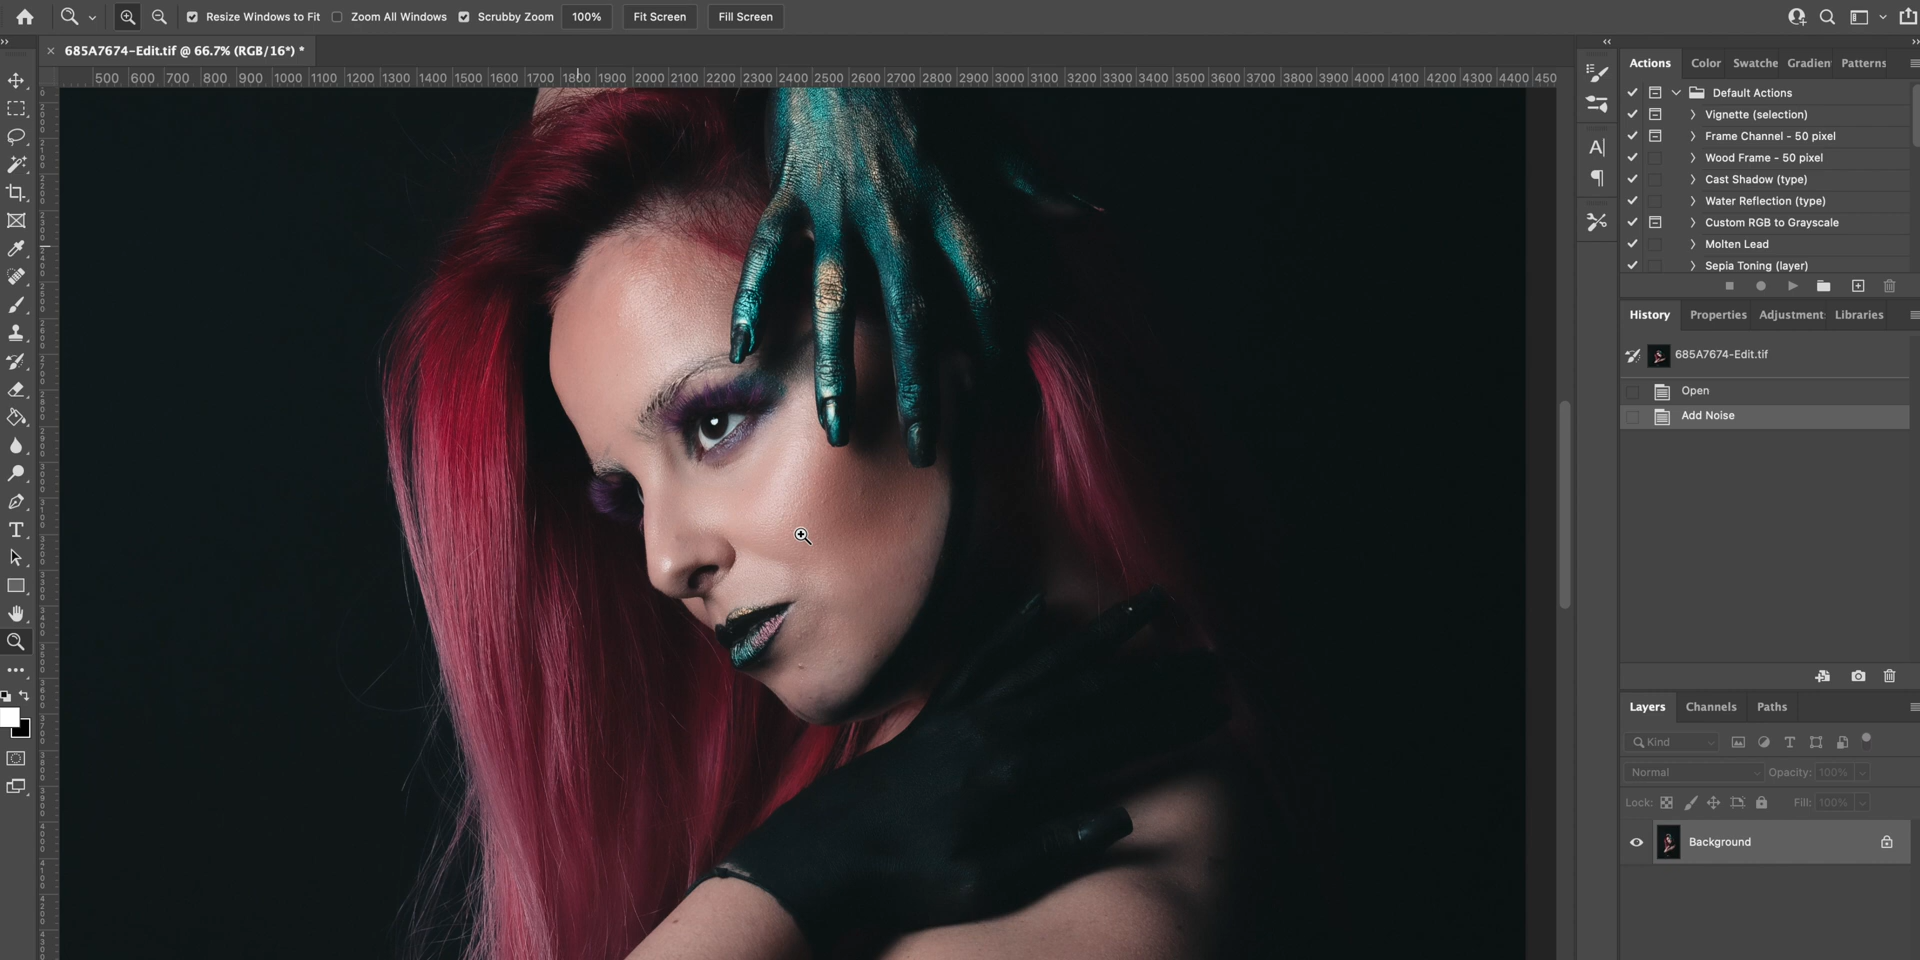 Resize Windows to Fit Zoom All Windows Scrubby Zoom 100% Fit Screen Fill Screen
685A7674-Edit.tif @ 66.7% (RGB/16*) *
500 600 700 800 900 1000 1100 1200 1300 1400 1500 1600 1700 1800 1900 2000 2100 2200 2300 2400 2500 2600 2700 2800 2900 3000 3100 3200 3300 3400 3500 3600 3700 3800 3900 4000 4100 4200 4300 4400 450
Actions Color Swatche Gradien Patterns
Default Actions
Vignette (selection)
Frame Channel - 50 pixel
Wood Frame - 50 pixel
Cast Shadow (type)
Water Reflection (type)
Custom RGB to Grayscale
Molten Lead
Sepia Toning (layer)
History Properties Adjustment Libraries
685A7674-Edit.tif
Open
Add Noise
Layers Channels Paths
Kind
Normal Opacity: 100%
Lock: Fill: 100%
Background